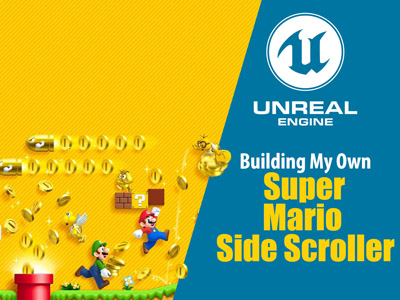 UNREAL
ENGINE
Building My Own
Super
Mario
Side Scroller